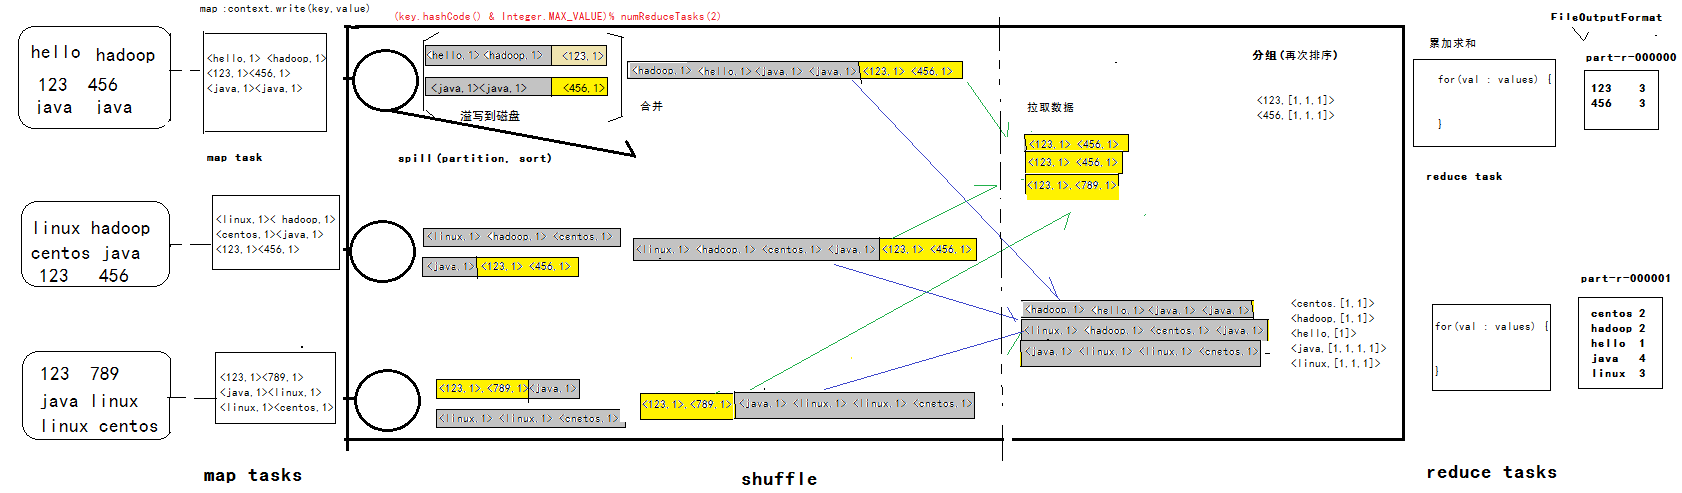 map :context.write(key,value)
(key.hashCode() & Integer.MAX_VALUE)% numReduceTasks(2)
hello hadoop
123 456
java java
<hello,1> <hadoop,1>
<123,1><456,1>
<java,1><java,1>
map task
<hello,1> <hadoop,1> <123,1>
<java,1><java,1> <456,1>
溢写到磁盘
spill(partition, sort)
<hadoop,1> <hello,1> <java,1> <java,1> <123,1> <456,1>
合并
拉取数据
<123,1> <456,1>
<123,1> <456,1>
<123,1>,<789,1>
分组(再次排序)
<123,[1,1,1]>
<456,[1,1,1]>
累加求和
for(val : values) {
}
reduce task
FileOutputFormat
part-r-000000
123 3
456 3
linux hadoop
centos java
123 456
<linux,1>< hadoop,1>
<centos,1><java,1>
<123,1><456,1>
<linux,1> <hadoop,1> <centos,1>
<java,1> <123,1> <456,1>
<linux,1> <hadoop,1> <centos,1> <java,1> <123,1> <456,1>
<hadoop,1> <hello,1> <java,1> <java,1>
<linux,1> <hadoop,1> <centos,1> <java,1>
<java,1> <linux,1> <linux,1> <cnetos,1>
<centos,[1,1]>
<hadoop,[1,1]>
<hello,[1]>
<java,[1,1,1,1]>
<linux,[1,1,1]>
for(val : values) {
}
part-r-000001
centos 2
hadoop 2
hello 1
java 4
linux 3
123 789
java linux
linux centos
<123,1><789,1>
<java,1><linux,1>
<linux,1><centos,1>
<123,1>,<789,1> <java,1>
<linux,1> <linux,1> <cnetos,1>
<123,1>,<789,1> <java,1> <linux,1> <linux,1> <cnetos,1>
map tasks
shuffle
reduce tasks